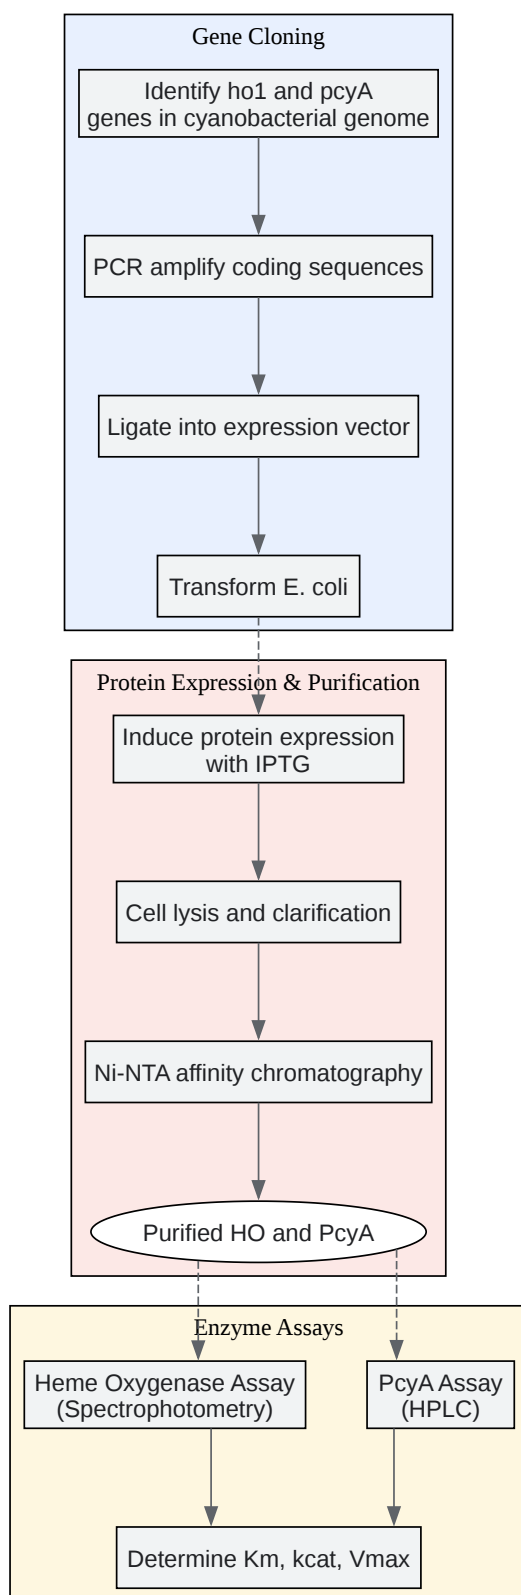 Gene Cloning
Identify ho1 and pcyA
genes in cyanobacterial genome
PCR amplify coding sequences
Ligate into expression vector
Transform E. coli
Protein Expression & Purification
Induce protein expression
with IPTG
Cell lysis and clarification
Ni-NTA affinity chromatography
Purified HO and PcyA
Enzyme Assays
Heme Oxygenase Assay
(Spectrophotometry)
PcyA Assay
(HPLC)
Determine Km, kcat, Vmax